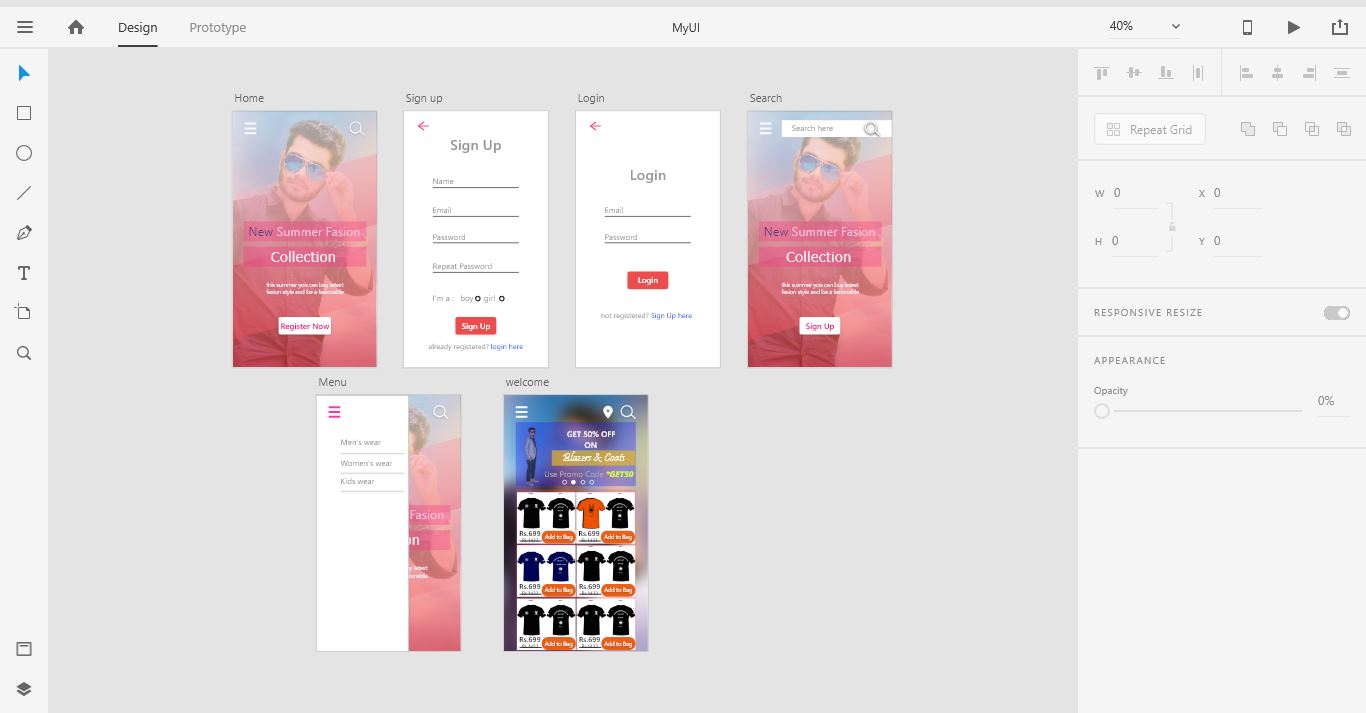 Design
Prototype
MyUI
40%
Repeat Grid
W 0
X 0
H 0
Y 0
RESPONSIVE RESIZE
APPEARANCE
Opacity
0%
Home
New Summer Fasion
Collection
this summer you can buy latest
fasion style and be a fasionable
Register Now
Sign up
Sign Up
Name
Email
Password
Repeat Password
I'm a : boy girl
Sign Up
already registered? login here
Login
Login
Email
Password
Login
not registered? Sign Up here
Search
Search here
New Summer Fasion
Collection
this summer you can buy latest
fasion style and be a fasionable
Sign Up
Menu
Men's wear
Women's wear
Kids wear
Fasion
on
y latest
fasionable
welcome
GET 50% OFF
ON
Blazers & Coats
Use Promo Code *GET50
Rs.699 Add to Bag Rs.699 Add to Bag
Rs.699 Add to Bag Rs.699 Add to Bag
Rs.699 Add to Bag Rs.699 Add to Bag